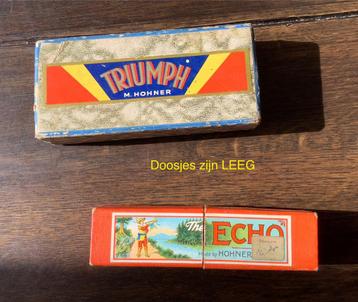 TRIUMPH
M. HOHNER
Doosjes zijn LEEG
The ECHO
Made by HOHNER